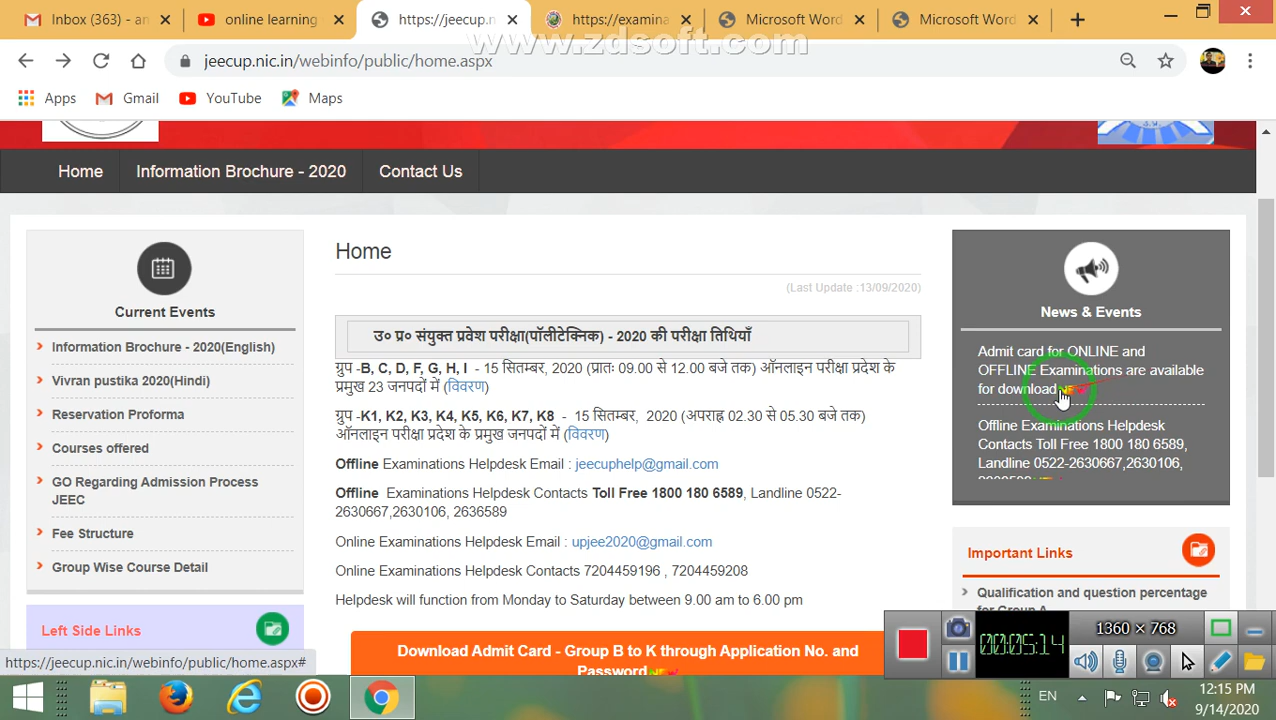 Inbox (363) - an
online learning
https://jeecup.n
https://examina
Microsoft Word
Microsoft Word
www.zdsoft.com
jeecup.nic.in/webinfo/public/home.aspx
Apps
Gmail
YouTube
Maps
Home
Information Brochure - 2020
Contact Us
Current Events
Information Brochure - 2020(English)
Vivran pustika 2020(Hindi)
Reservation Proforma
Courses offered
GO Regarding Admission Process
JEEC
Fee Structure
Group Wise Course Detail
Left Side Links
Home
(Last Update :13/09/2020)
उ० प्र० संयुक्त प्रवेश परीक्षा(पॉलीटेक्निक) - 2020 की परीक्षा तिथियाँ
ग्रुप -B, C, D, F, G, H, I - 15 सितम्बर, 2020 (प्रातः 09.00 से 12.00 बजे तक) ऑनलाइन परीक्षा प्रदेश के
प्रमुख 23 जनपदों में (विवरण)
ग्रुप -K1, K2, K3, K4, K5, K6, K7, K8 - 15 सितम्बर, 2020 (अपराह्न 02.30 से 05.30 बजे तक)
ऑनलाइन परीक्षा प्रदेश के प्रमुख जनपदों में (विवरण)
Offline Examinations Helpdesk Email : jeecuphelp@gmail.com
Offline Examinations Helpdesk Contacts Toll Free 1800 180 6589, Landline 0522-
2630667,2630106, 2636589
Online Examinations Helpdesk Email : upjee2020@gmail.com
Online Examinations Helpdesk Contacts 7204459196 , 7204459208
Helpdesk will function from Monday to Saturday between 9.00 am to 6.00 pm
Download Admit Card - Group B to K through Application No. and
Password
News & Events
Admit card for ONLINE and
OFFLINE Examinations are available
for download
Offline Examinations Helpdesk
Contacts Toll Free 1800 180 6589,
Landline 0522-2630667,2630106,
Important Links
Qualification and question percentage
for Group A
1360 × 768
00:05:14
https://jeecup.nic.in/webinfo/public/home.aspx#
EN
12:15 PM
9/14/2020